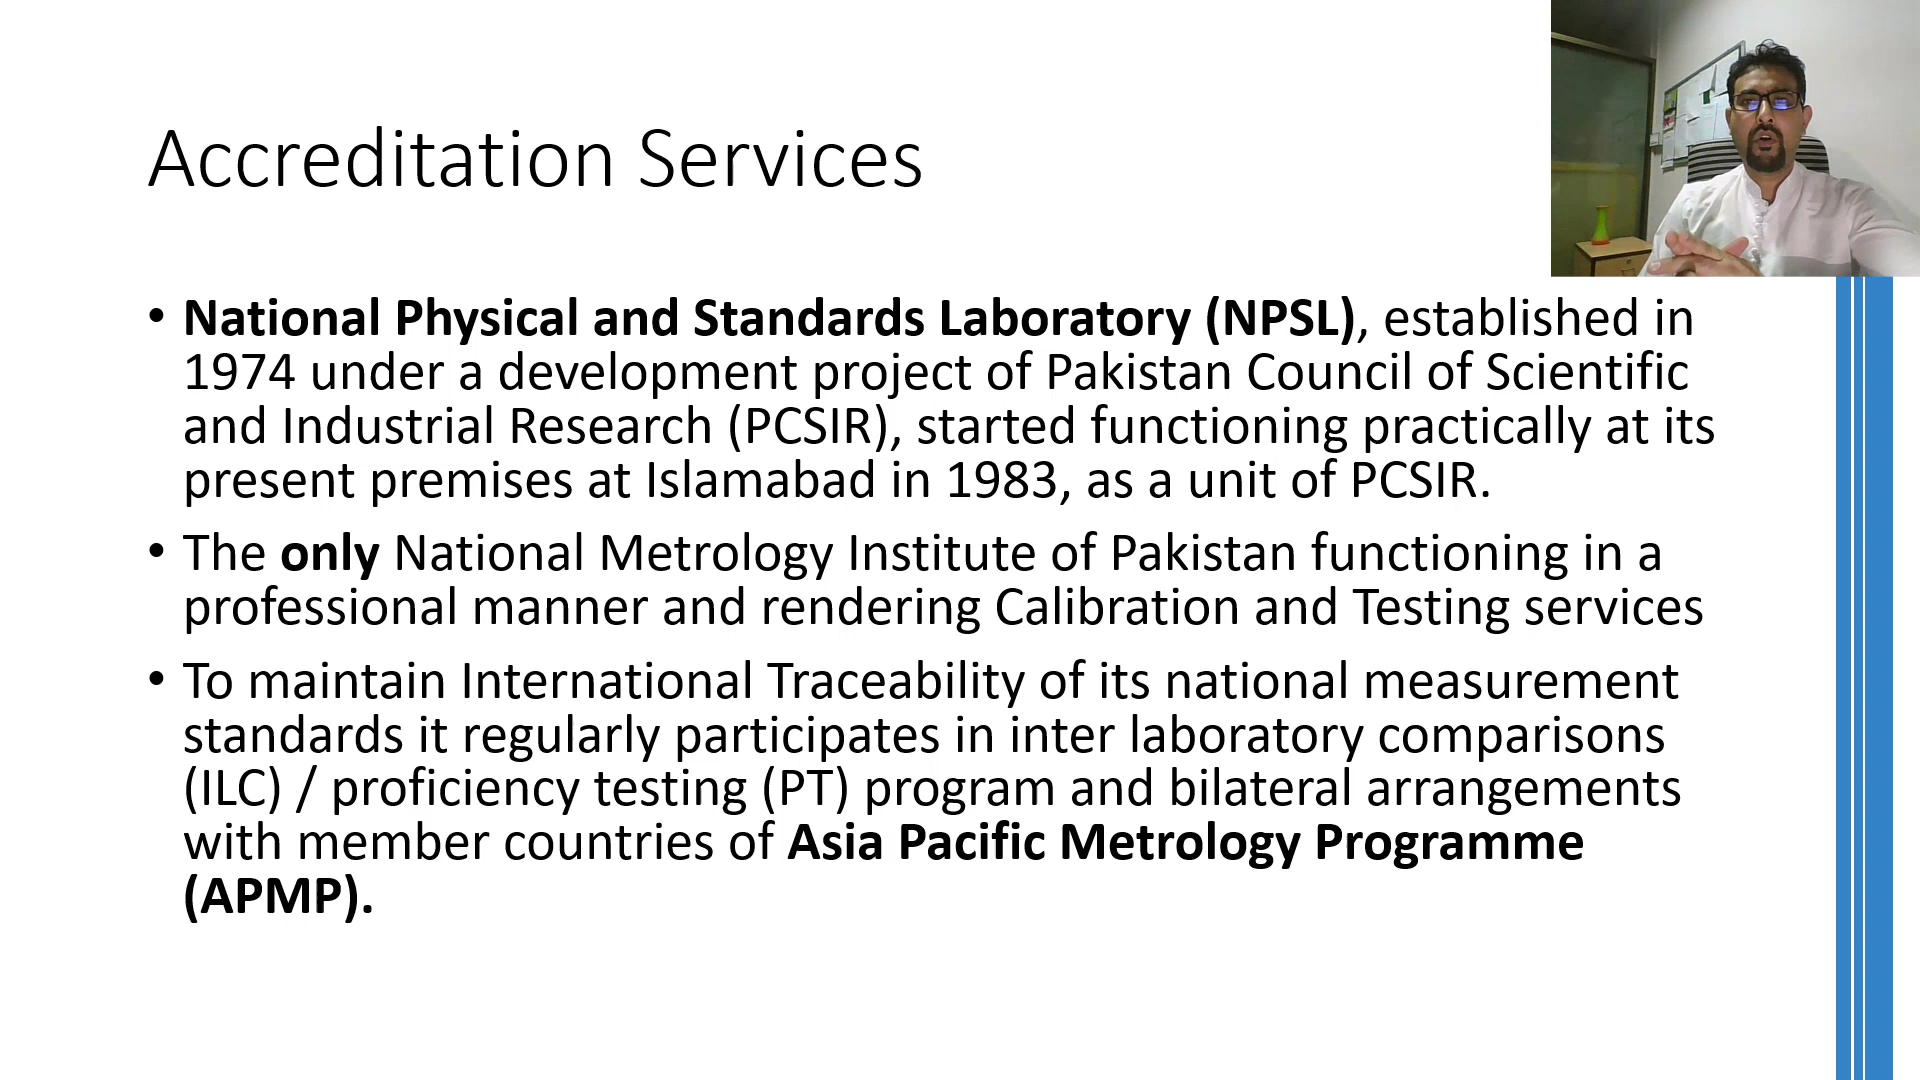 Accreditation Services
• National Physical and Standards Laboratory (NPSL), established in
1974 under a development project of Pakistan Council of Scientific
and Industrial Research (PCSIR), started functioning practically at its
present premises at Islamabad in 1983, as a unit of PCSIR.
• The only National Metrology Institute of Pakistan functioning in a
professional manner and rendering Calibration and Testing services
• To maintain International Traceability of its national measurement
standards it regularly participates in inter laboratory comparisons
(ILC) / proficiency testing (PT) program and bilateral arrangements
with member countries of Asia Pacific Metrology Programme
(APMP).